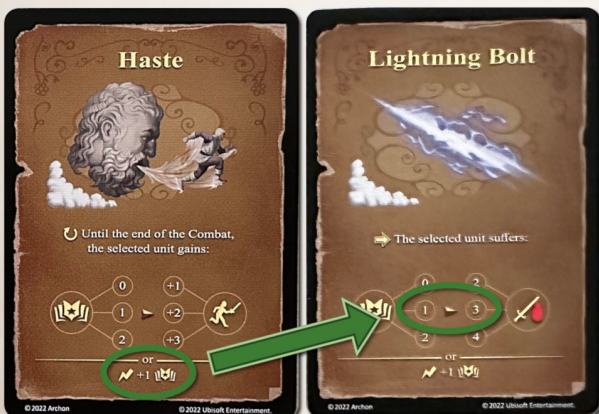 Haste
Until the end of the Combat,
the selected unit gains:
0 +1
1 +2
2 +3
or
+1
©2022 Archon ©2022 Ubisoft Entertainment.
Lightning Bolt
The selected unit suffers:
0 2
1 3
2 4
or
+1
©2022 Archon ©2022 Ubisoft Entertainment.